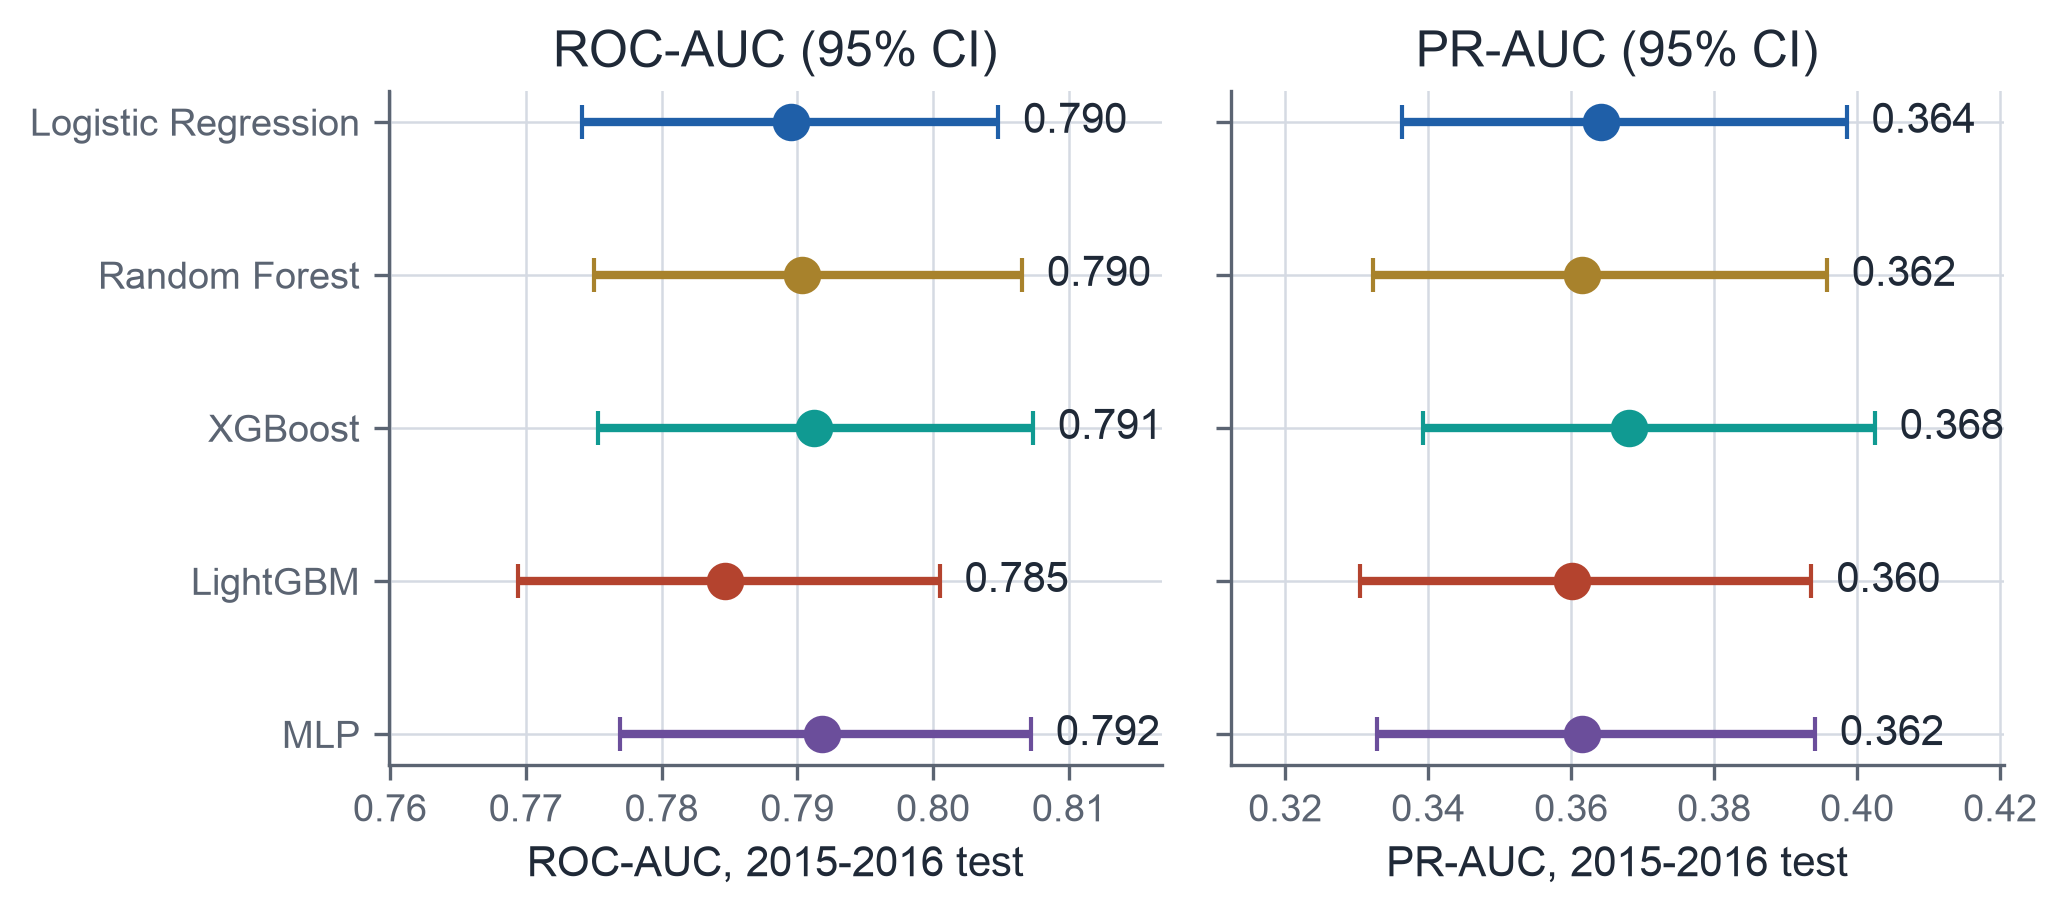 ROC-AUC (95% CI)
PR-AUC (95% CI)
Logistic Regression
0.790
0.364
Random Forest
0.790
0.362
XGBoost
0.791
0.368
LightGBM
0.785
0.360
MLP
0.792
0.362
0.76 0.77 0.78 0.79 0.80 0.81
0.32 0.34 0.36 0.38 0.40 0.42
ROC-AUC, 2015-2016 test
PR-AUC, 2015-2016 test